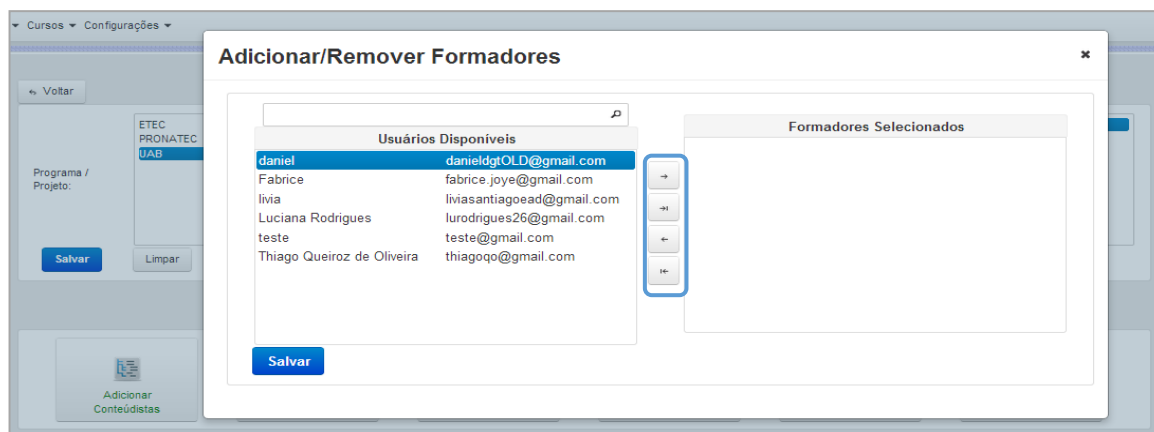 Cursos Configurações
Adicionar/Remover Formadores
Voltar
Programa / Projeto:
ETEC
PRONATEC
UAB
Salvar Limpar
Usuários Disponíveis
daniel danieldgtOLD@gmail.com
Fabrice fabrice.joye@gmail.com
livia liviasantiagoead@gmail.com
Luciana Rodrigues lurodrigues26@gmail.com
teste teste@gmail.com
Thiago Queiroz de Oliveira thiagoqo@gmail.com
Formadores Selecionados
Salvar
Adicionar
Conteúdistas